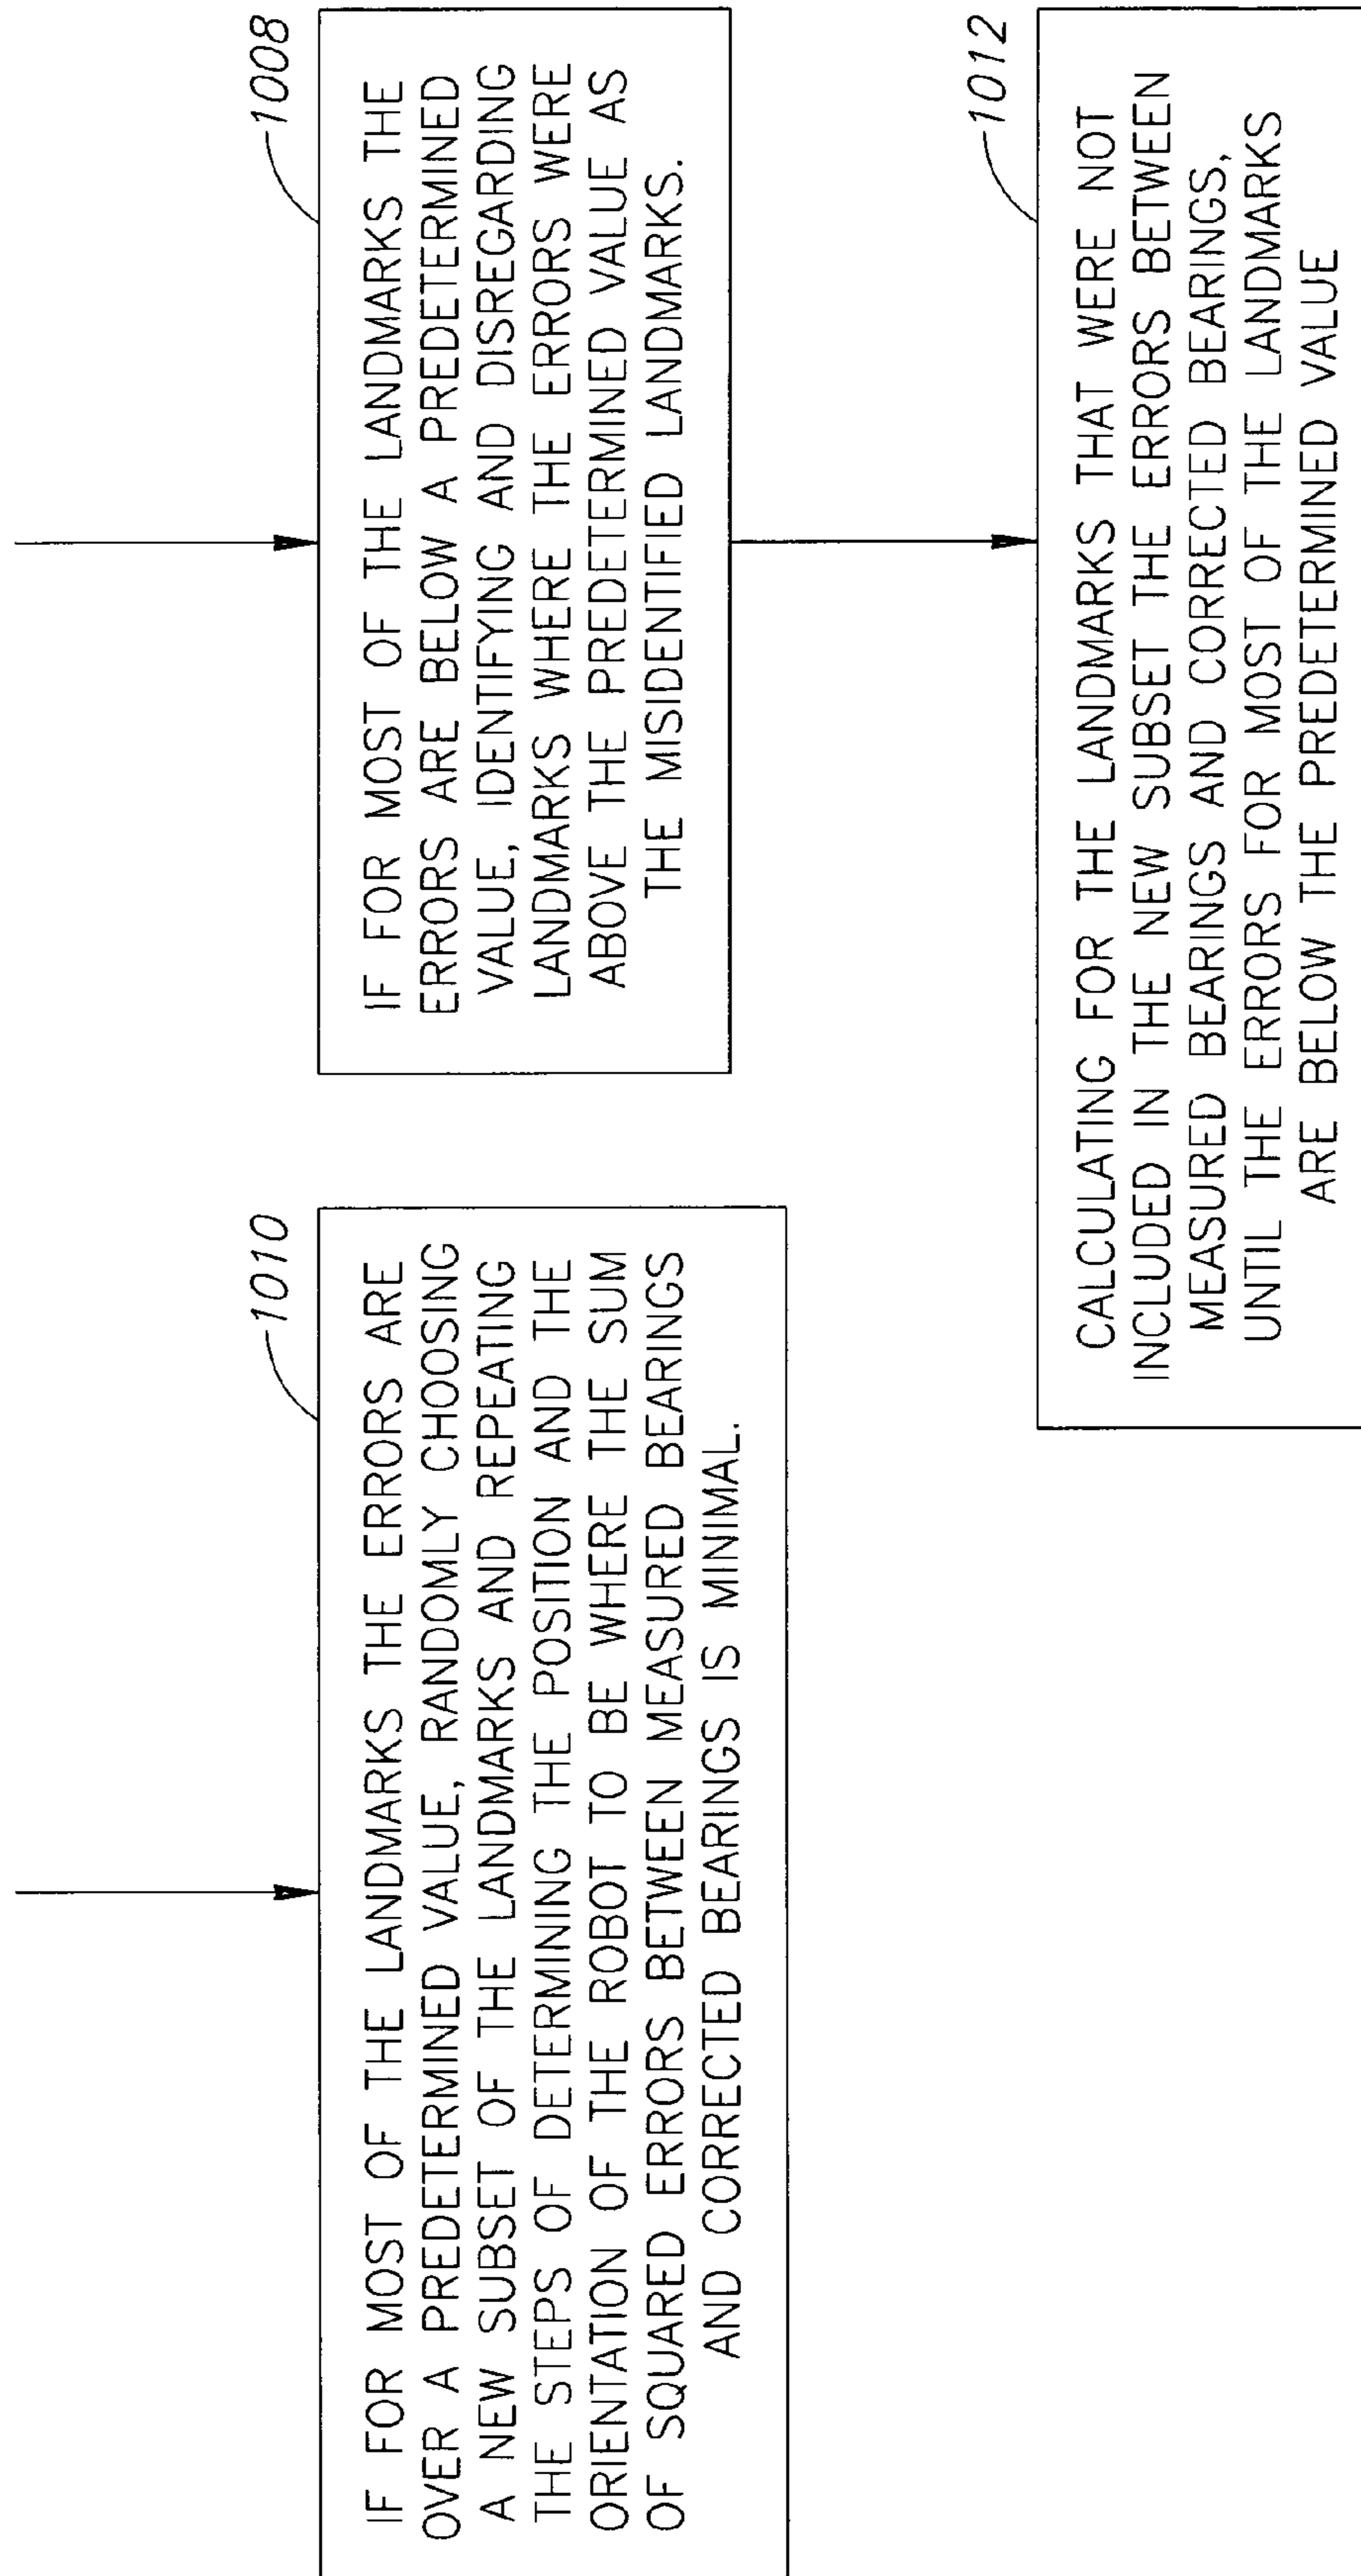 1010
IF FOR MOST OF THE LANDMARKS THE ERRORS ARE
OVER A PREDETERMINED VALUE, RANDOMLY CHOOSING
A NEW SUBSET OF THE LANDMARKS AND REPEATING
THE STEPS OF DETERMINING THE POSITION AND THE
ORIENTATION OF THE ROBOT TO BE WHERE THE SUM
OF SQUARED ERRORS BETWEEN MEASURED BEARINGS
AND CORRECTED BEARINGS IS MINIMAL.
1008
IF FOR MOST OF THE LANDMARKS THE
ERRORS ARE BELOW A PREDETERMINED
VALUE, IDENTIFYING AND DISREGARDING
LANDMARKS WHERE THE ERRORS WERE
ABOVE THE PREDETERMINED VALUE AS
THE MISIDENTIFIED LANDMARKS.
1012
CALCULATING FOR THE LANDMARKS THAT WERE NOT
INCLUDED IN THE NEW SUBSET THE ERRORS BETWEEN
MEASURED BEARINGS AND CORRECTED BEARINGS,
UNTIL THE ERRORS FOR MOST OF THE LANDMARKS
ARE BELOW THE PREDETERMINED VALUE